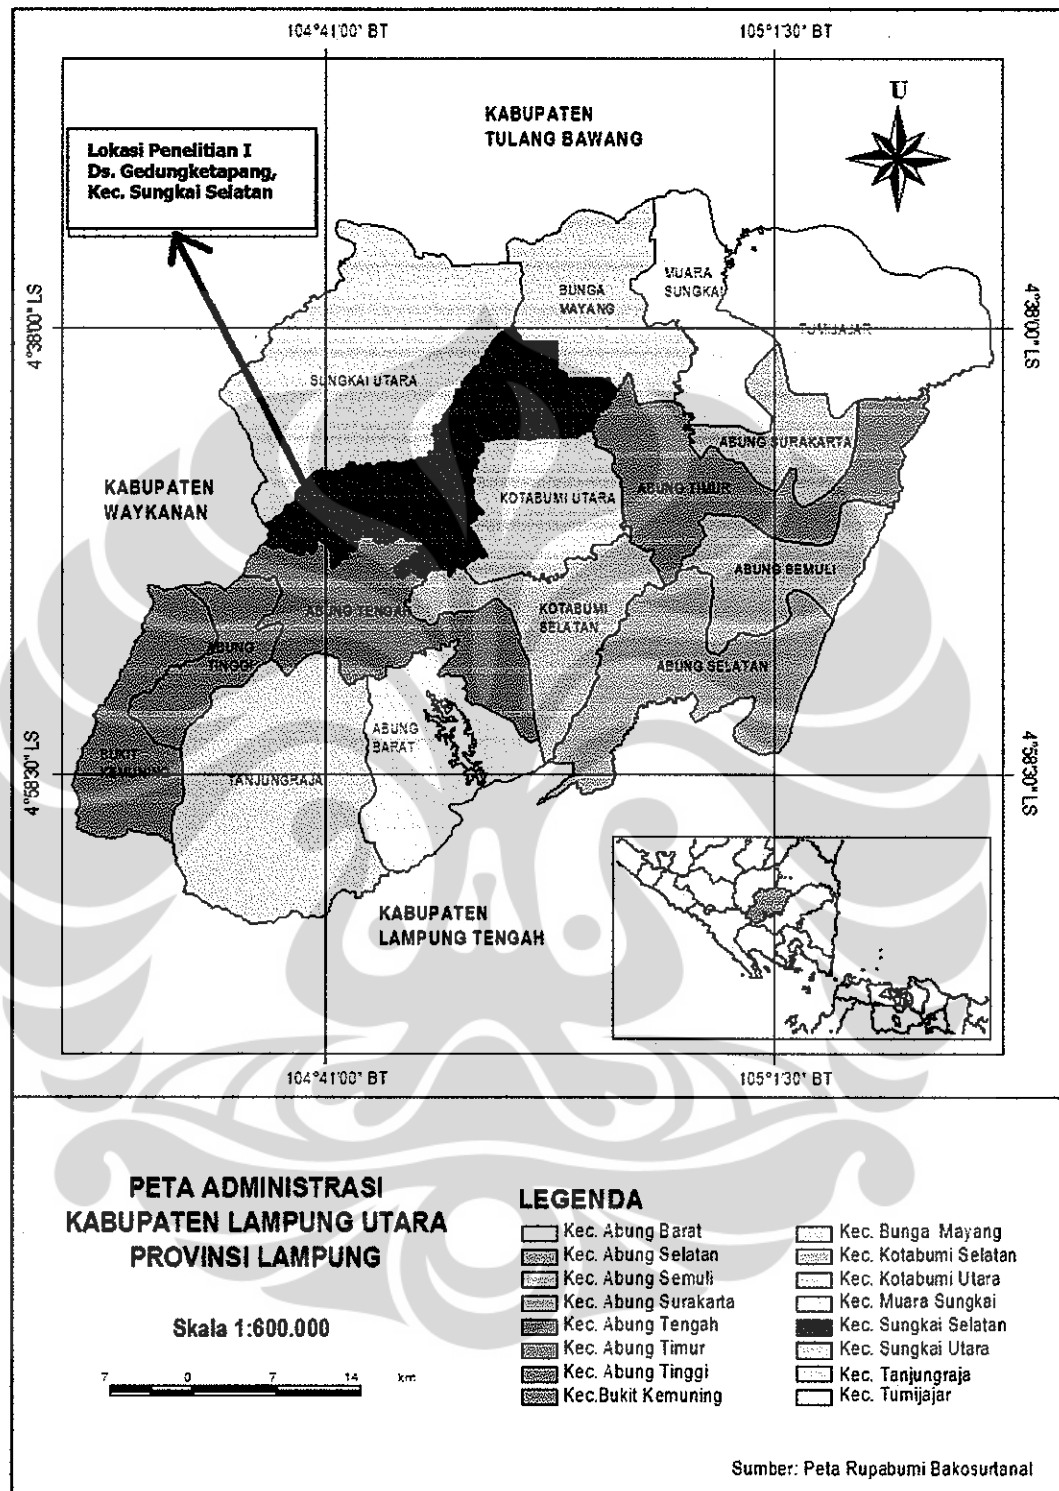 104°41'00" BT
105°1'30" BT
KABUPATEN
TULANG BAWANG
U
Lokasi Penelitian I
Ds. Gedungketapang,
Kec. Sungkai Selatan
4°38'00" LS
4°38'00" LS
MUARA
SUNGKAI
BUNGA
MAYANG
TUMIJAJAR
SUNGKAI UTARA
ABUNG SURAKARTA
KABUPATEN
WAYKANAN
KOTABUMI UTARA
ABUNG TIMUR
ABUNG SEMULI
ABUNG TENGAH
KOTABUMI
SELATAN
ABUNG
TINGGI
ABUNG SELATAN
ABUNG
BARAT
BUKIT
KEMUNING
TANJUNGRAJA
4°58'30" LS
4°58'30" LS
KABUPATEN
LAMPUNG TENGAH
104°41'00" BT
105°1'30" BT
PETA ADMINISTRASI
KABUPATEN LAMPUNG UTARA
PROVINSI LAMPUNG
Skala 1:600.000
7 0 7 14 km
LEGENDA
Kec. Abung Barat
Kec. Abung Selatan
Kec. Abung Semuli
Kec. Abung Surakarta
Kec. Abung Tengah
Kec. Abung Timur
Kec. Abung Tinggi
Kec.Bukit Kemuning
Kec. Bunga Mayang
Kec. Kotabumi Selatan
Kec. Kotabumi Utara
Kec. Muara Sungkai
Kec. Sungkai Selatan
Kec. Sungkai Utara
Kec. Tanjungraja
Kec. Tumijajar
Sumber: Peta Rupabumi Bakosurtanal